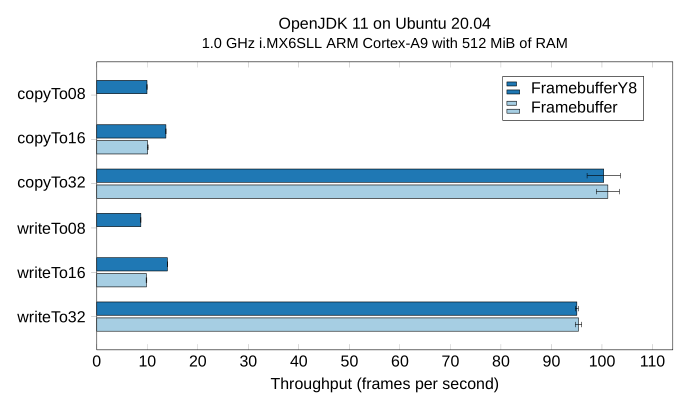 OpenJDK 11 on Ubuntu 20.04
1.0 GHz i.MX6SLL ARM Cortex-A9 with 512 MiB of RAM
FramebufferY8
Framebuffer
copyTo08
copyTo16
copyTo32
writeTo08
writeTo16
writeTo32
0 10 20 30 40 50 60 70 80 90 100 110
Throughput (frames per second)